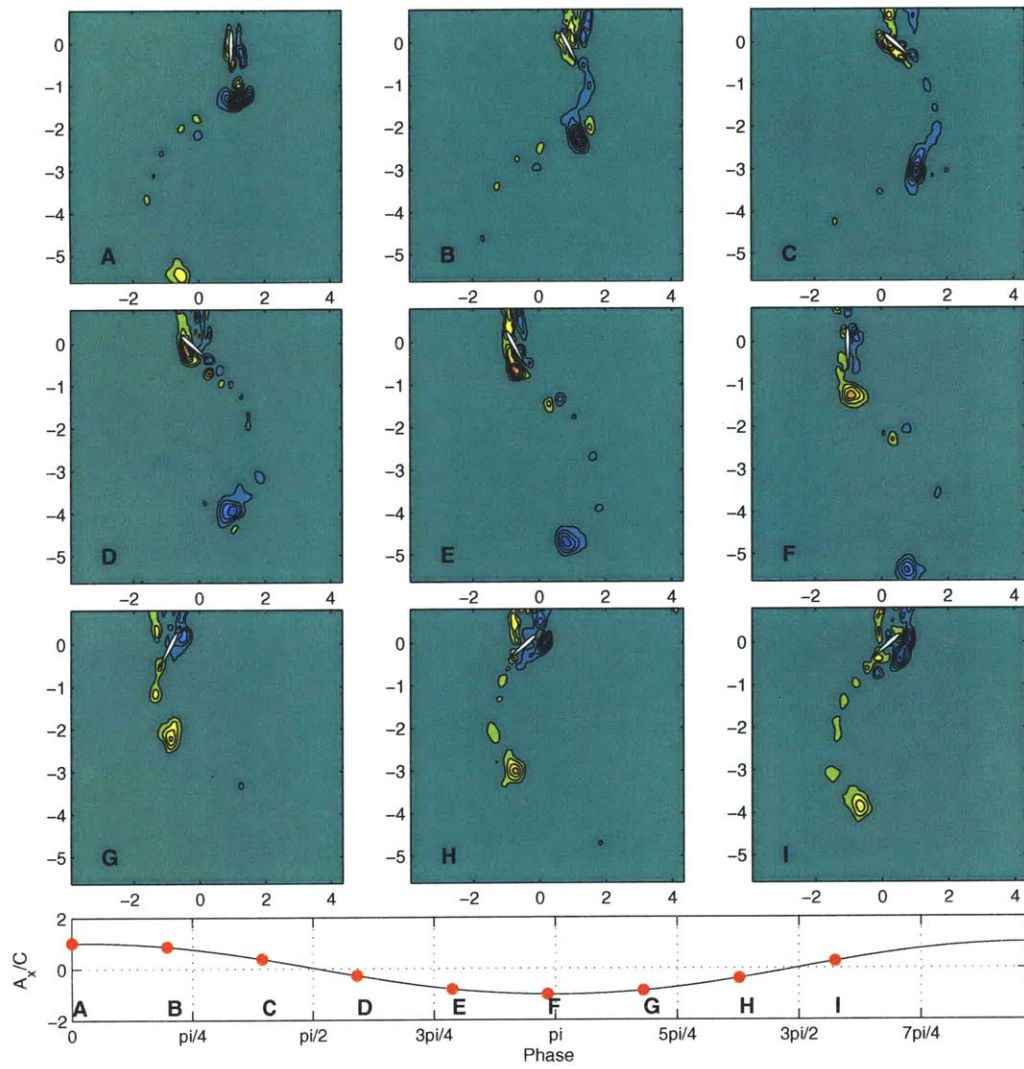 0 0 0
−1 −1 −1
−2 −2 −2
−3 −3 −3
−4 −4 −4
−5 A −5 B −5 C
−2 0 2 4 −2 0 2 4 −2 0 2 4
0 0 0
−1 −1 −1
−2 −2 −2
−3 −3 −3
−4 −4 −4
−5 D −5 E −5 F
−2 0 2 4 −2 0 2 4 −2 0 2 4
0 0 0
−1 −1 −1
−2 −2 −2
−3 −3 −3
−4 −4 −4
−5 G −5 H −5 I
−2 0 2 4 −2 0 2 4 −2 0 2 4
2
Ax/C
0
A B C D E F G H I
−2
0 pi/4 pi/2 3pi/4 pi 5pi/4 3pi/2 7pi/4
Phase